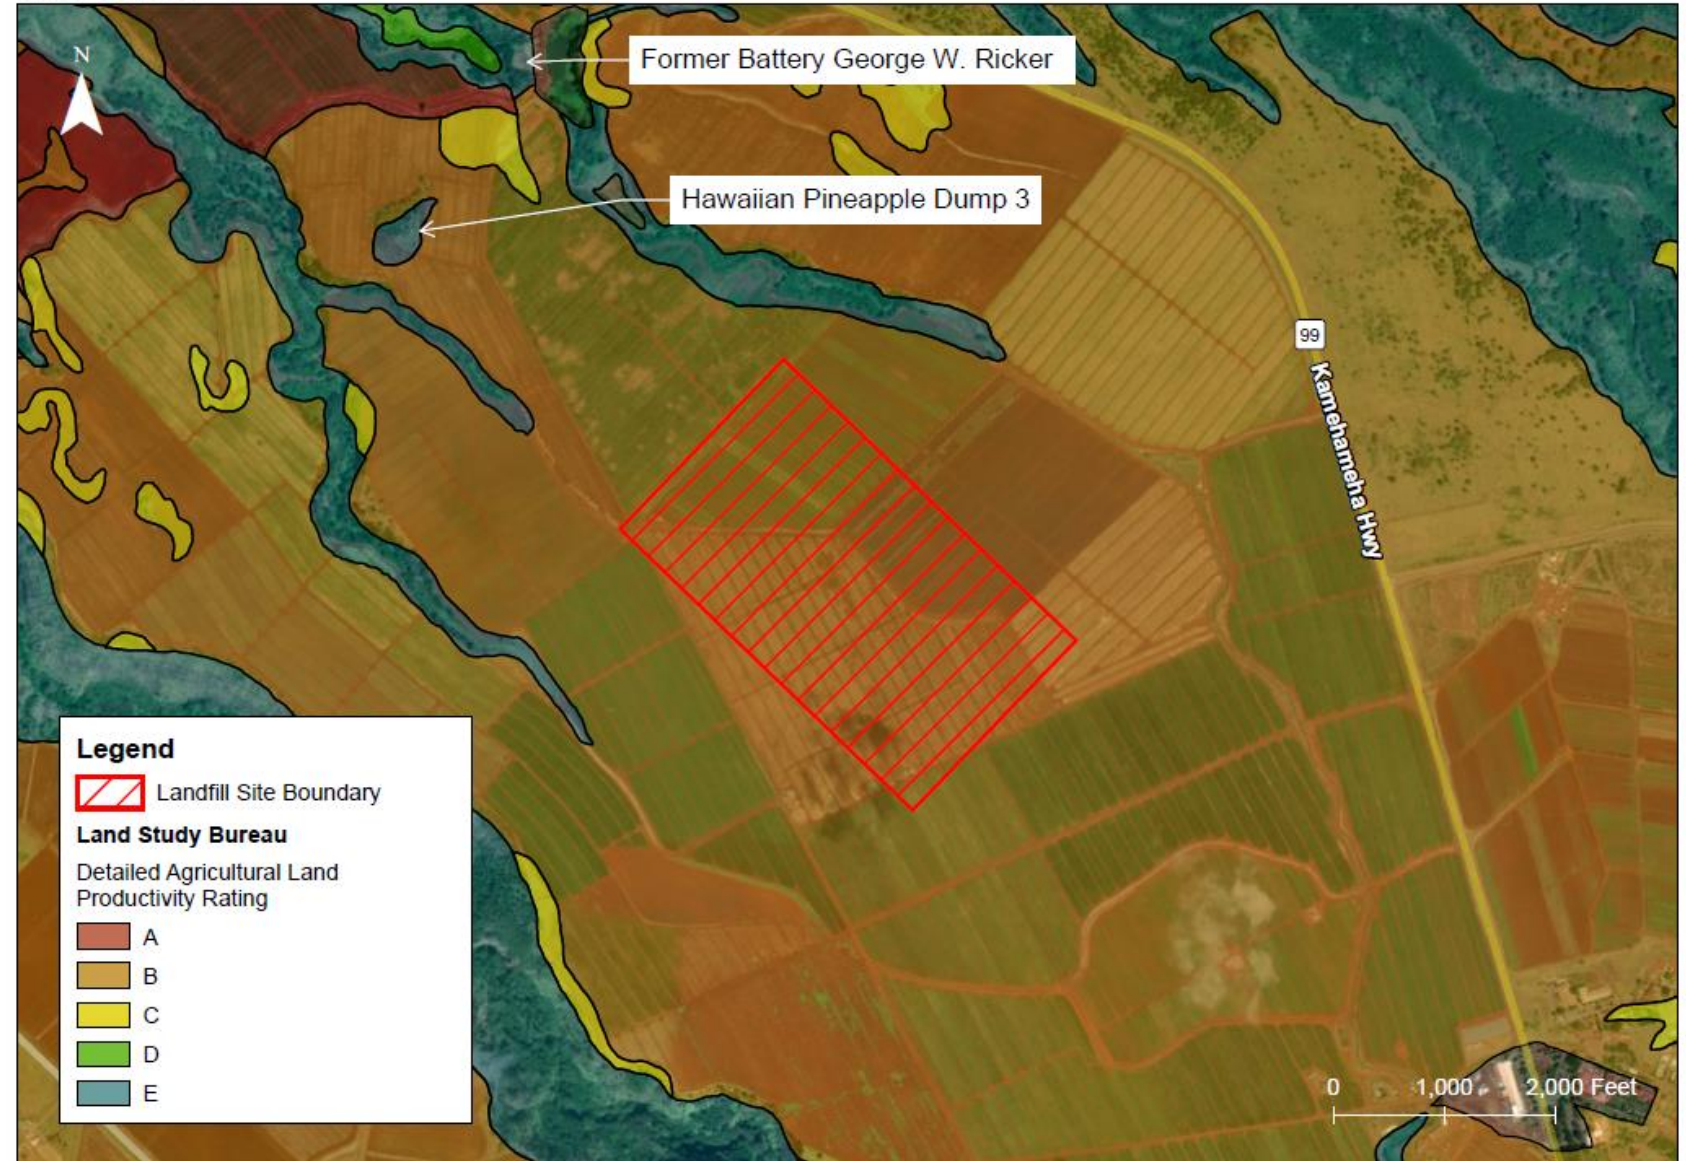 N
Former Battery George W. Ricker
Hawaiian Pineapple Dump 3
99
Kamehameha Hwy
Legend
Landfill Site Boundary
Land Study Bureau
Detailed Agricultural Land
Productivity Rating
A
B
C
D
E
0 1,000 2,000 Feet